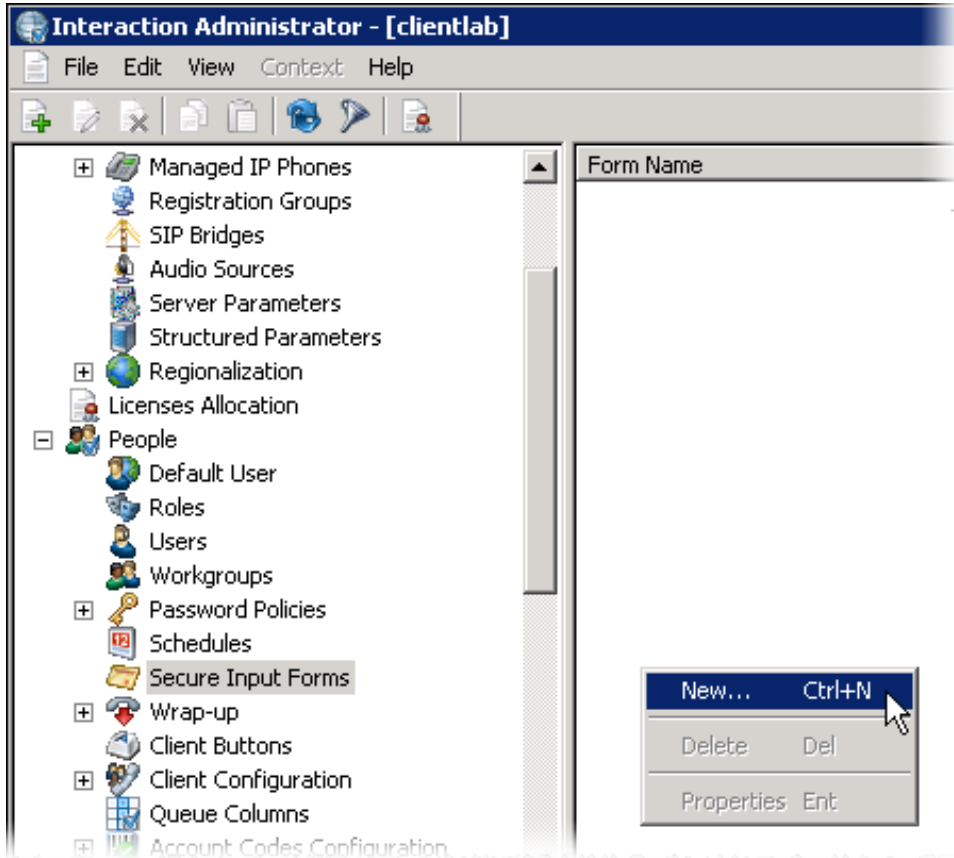 Interaction Administrator - [clientlab]
File Edit View Context Help
Managed IP Phones
Registration Groups
SIP Bridges
Audio Sources
Server Parameters
Structured Parameters
Regionalization
Licenses Allocation
People
Default User
Roles
Users
Workgroups
Password Policies
Schedules
Secure Input Forms
Wrap-up
Client Buttons
Client Configuration
Queue Columns
Account Codes Configuration
Form Name
New... Ctrl+N
Delete Del
Properties Ent